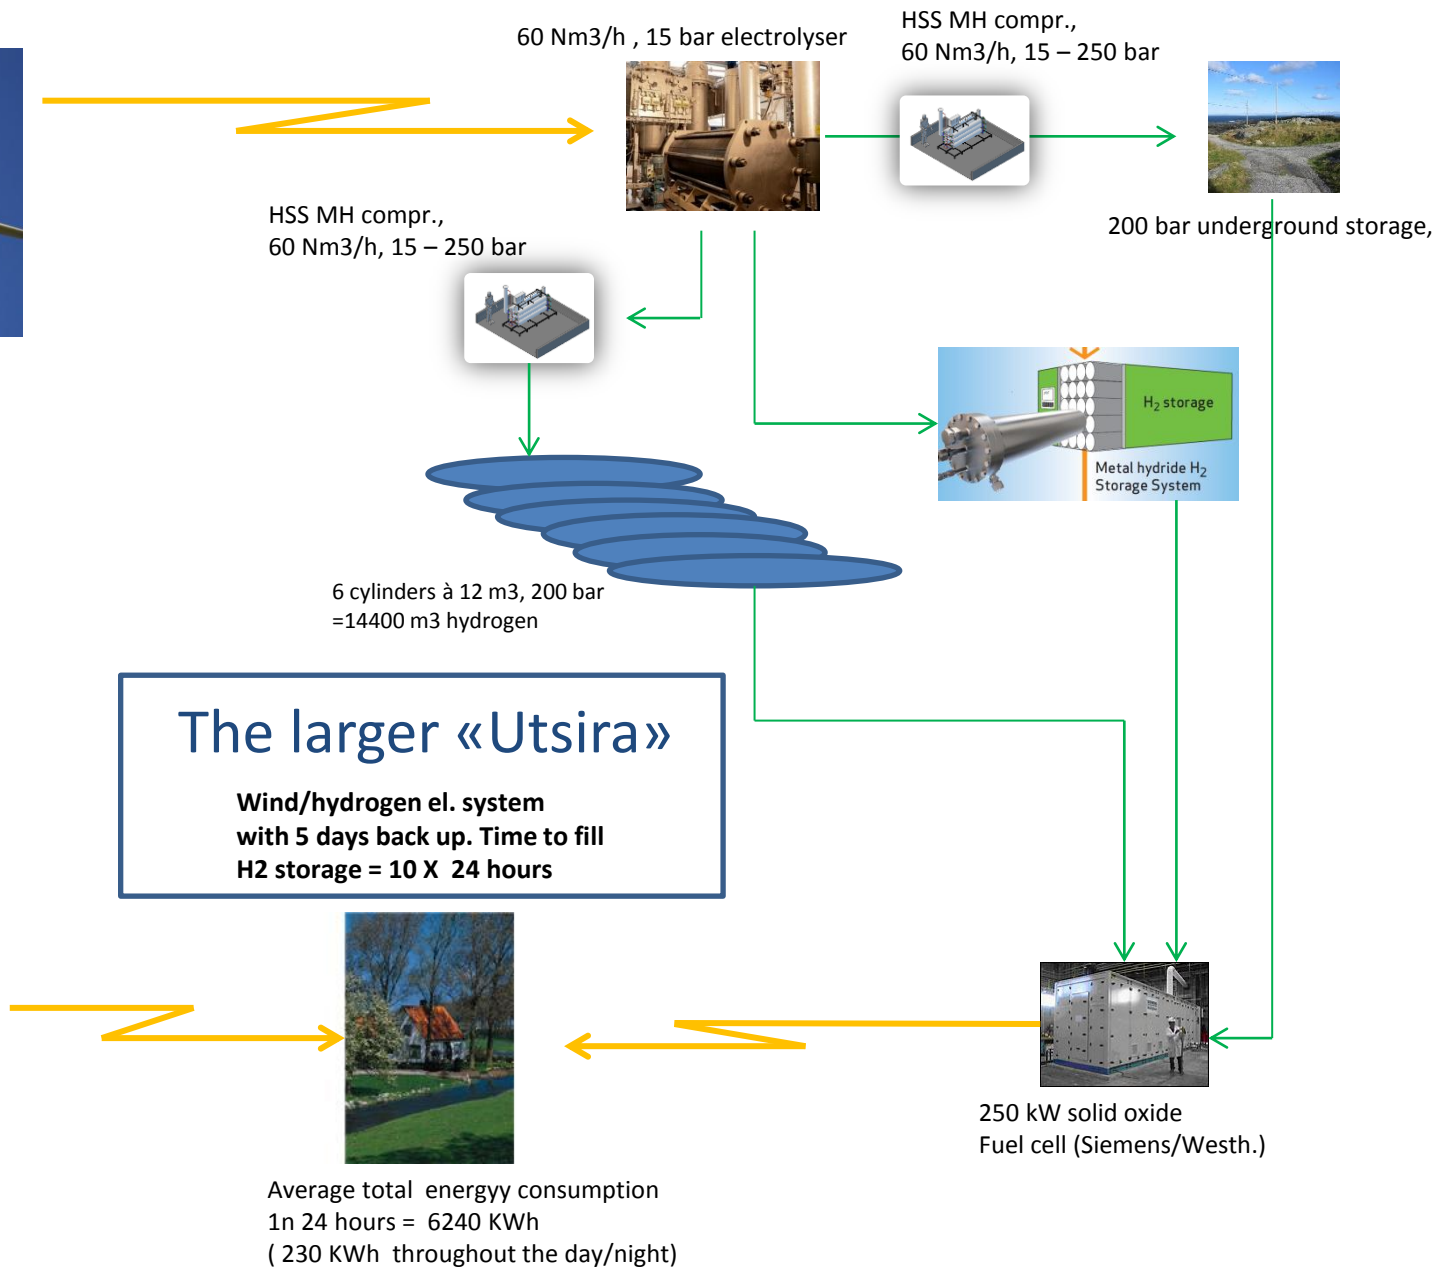 60 Nm3/h , 15 bar electrolyser
HSS MH compr.,
60 Nm3/h, 15 – 250 bar
HSS MH compr.,
60 Nm3/h, 15 – 250 bar
200 bar underground storage,
H2 storage
Metal hydride H2
Storage System
6 cylinders à 12 m3, 200 bar
=14400 m3 hydrogen
The larger «Utsira»
Wind/hydrogen el. system
with 5 days back up. Time to fill
H2 storage = 10 X 24 hours
250 kW solid oxide
Fuel cell (Siemens/Westh.)
Average total energyy consumption
1n 24 hours = 6240 KWh
( 230 KWh throughout the day/night)